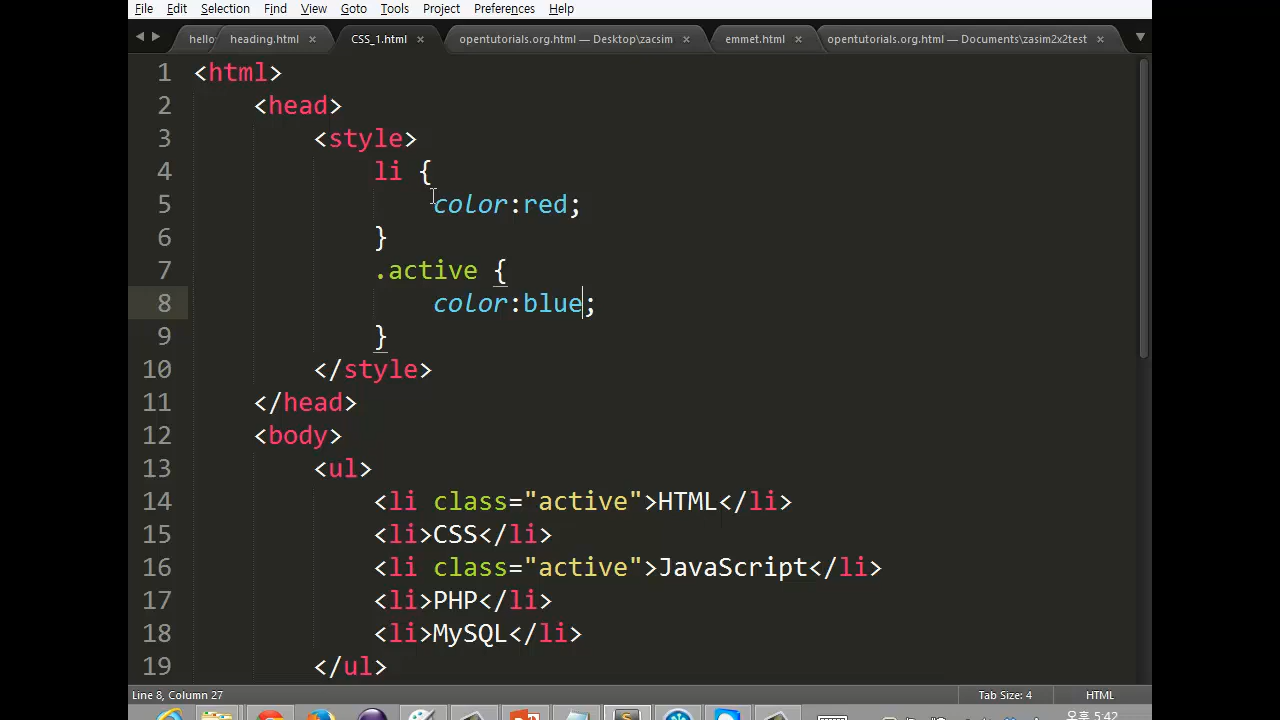 File Edit Selection Find View Goto Tools Project Preferences Help
hello heading.html × CSS_1.html × opentutorials.org.html — Desktop\zacsim × emmet.html × opentutorials.org.html — Documents\zasim2x2test ×
1 <html>
2 <head>
3 <style>
4 li {
5 color:red;
6 }
7 .active {
8 color:blue;
9 }
10 </style>
11 </head>
12 <body>
13 <ul>
14 <li class="active">HTML</li>
15 <li>CSS</li>
16 <li class="active">JavaScript</li>
17 <li>PHP</li>
18 <li>MySQL</li>
19 </ul>
Line 8, Column 27 Tab Size: 4 HTML
오후 5:42